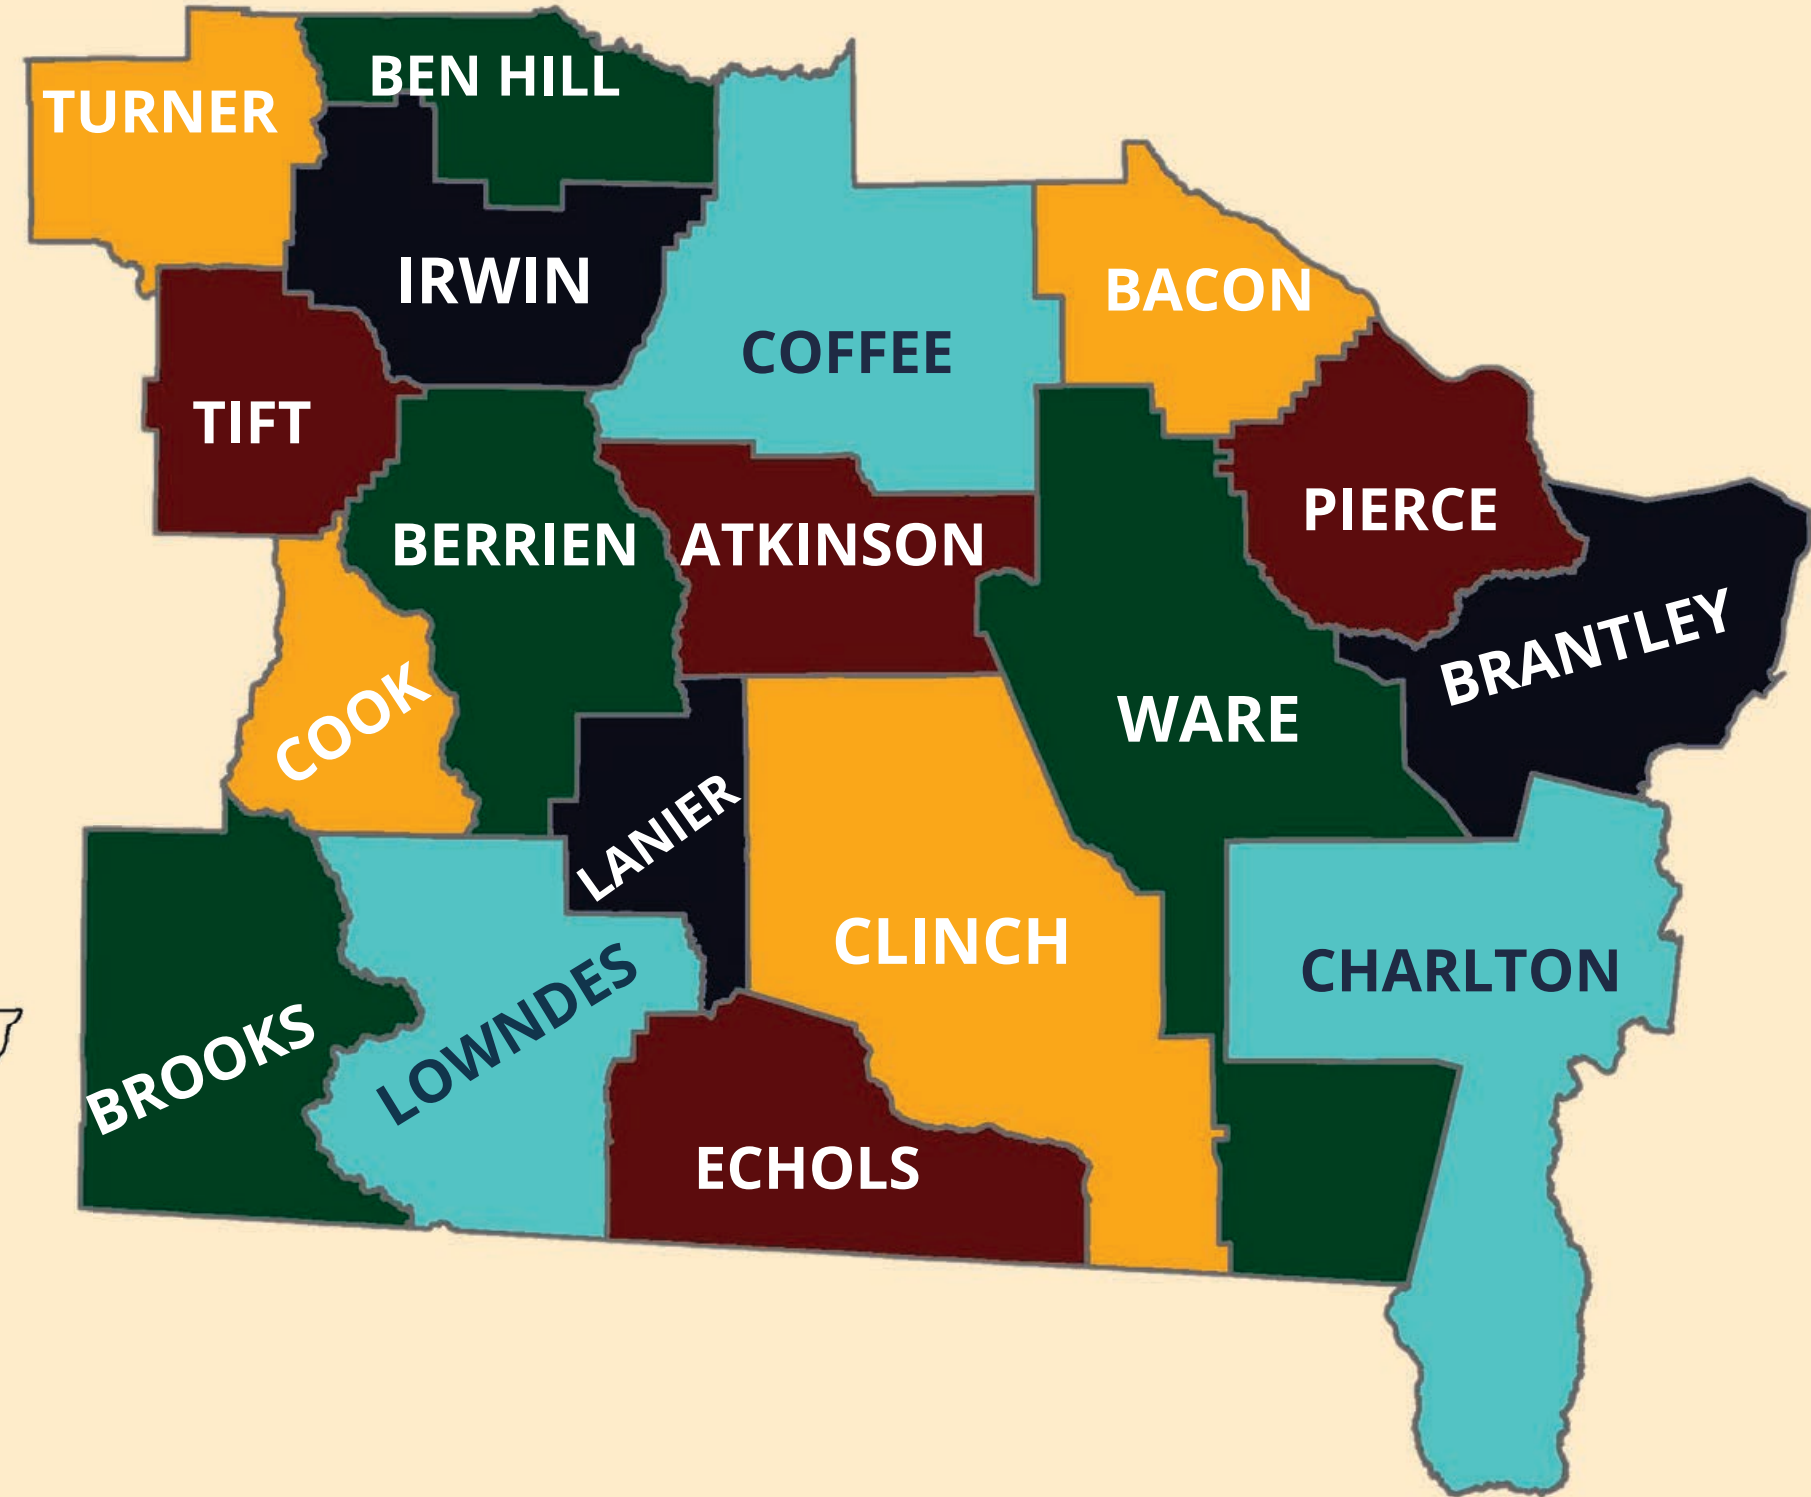 BEN HILL
TURNER
IRWIN
BACON
COFFEE
TIFT
PIERCE
BERRIEN
ATKINSON
BRANTLEY
COOK
WARE
LANIER
CLINCH
CHARLTON
LOWNDES
BROOKS
ECHOLS